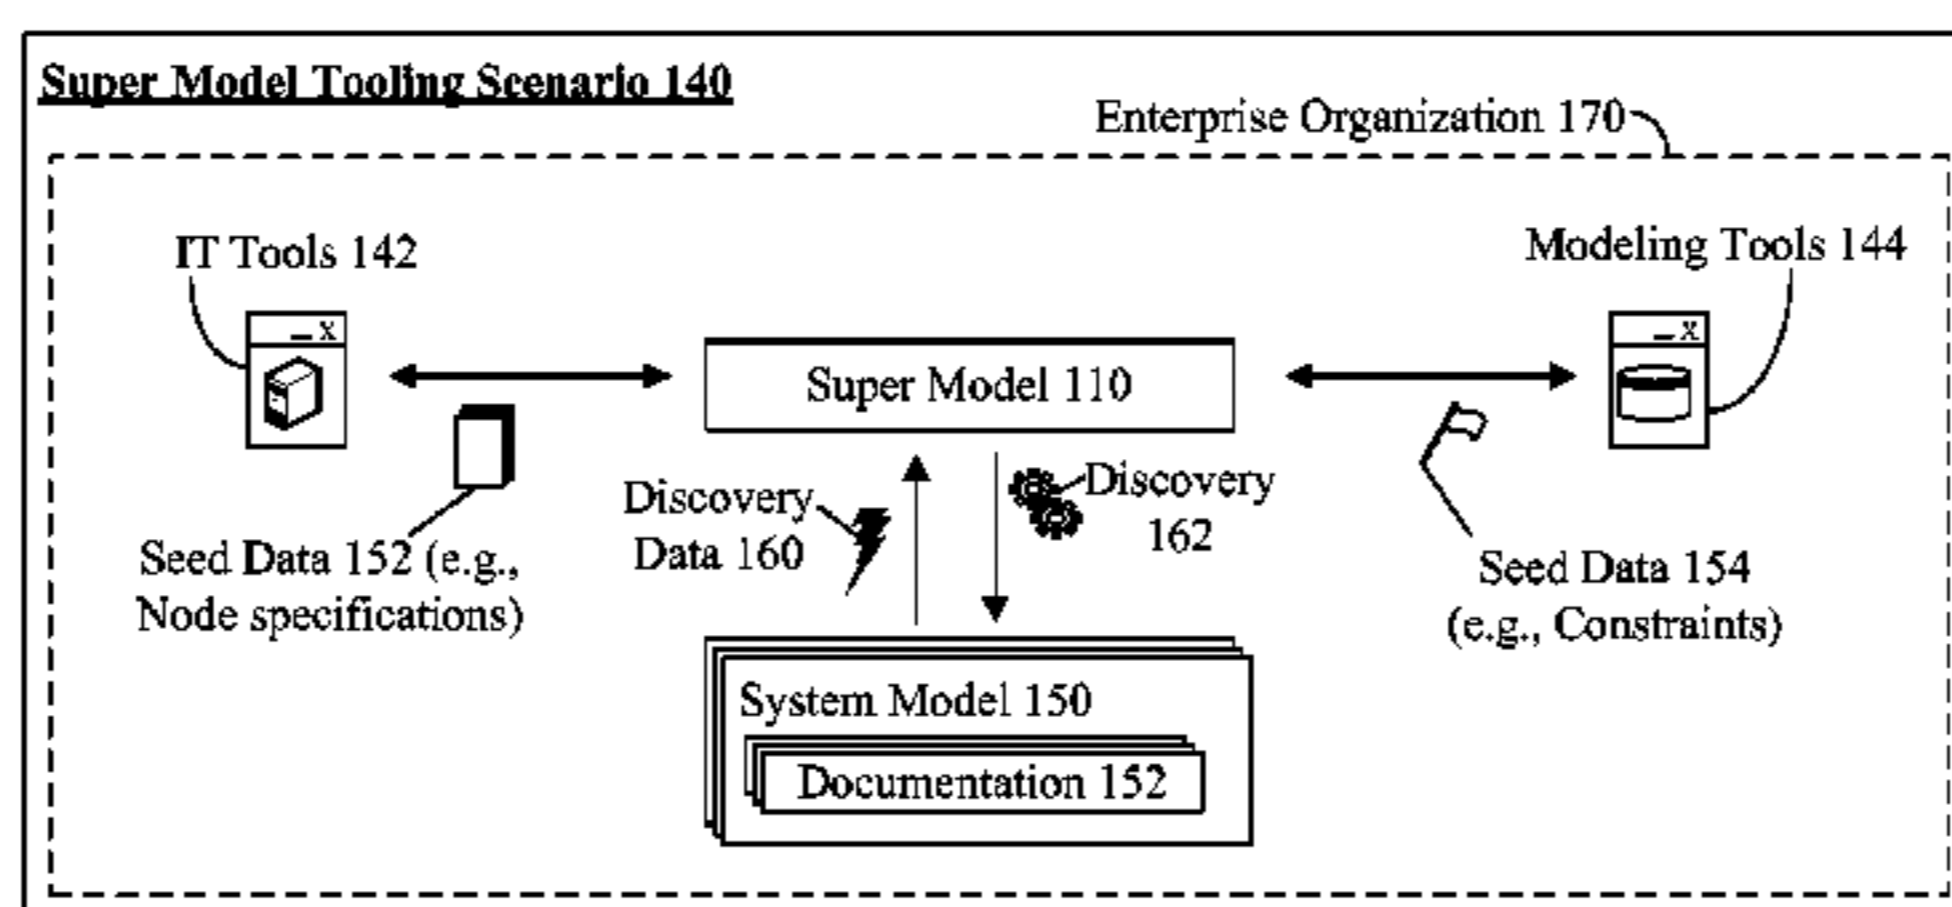 Super Model Tooling Scenario 140
Enterprise Organization 170
IT Tools 142
Modeling Tools 144
_ X
_ X
Super Model 110
Discovery
Data 160
Discovery
162
Seed Data 152 (e.g.,
Node specifications)
Seed Data 154
(e.g., Constraints)
System Model 150
Documentation 152